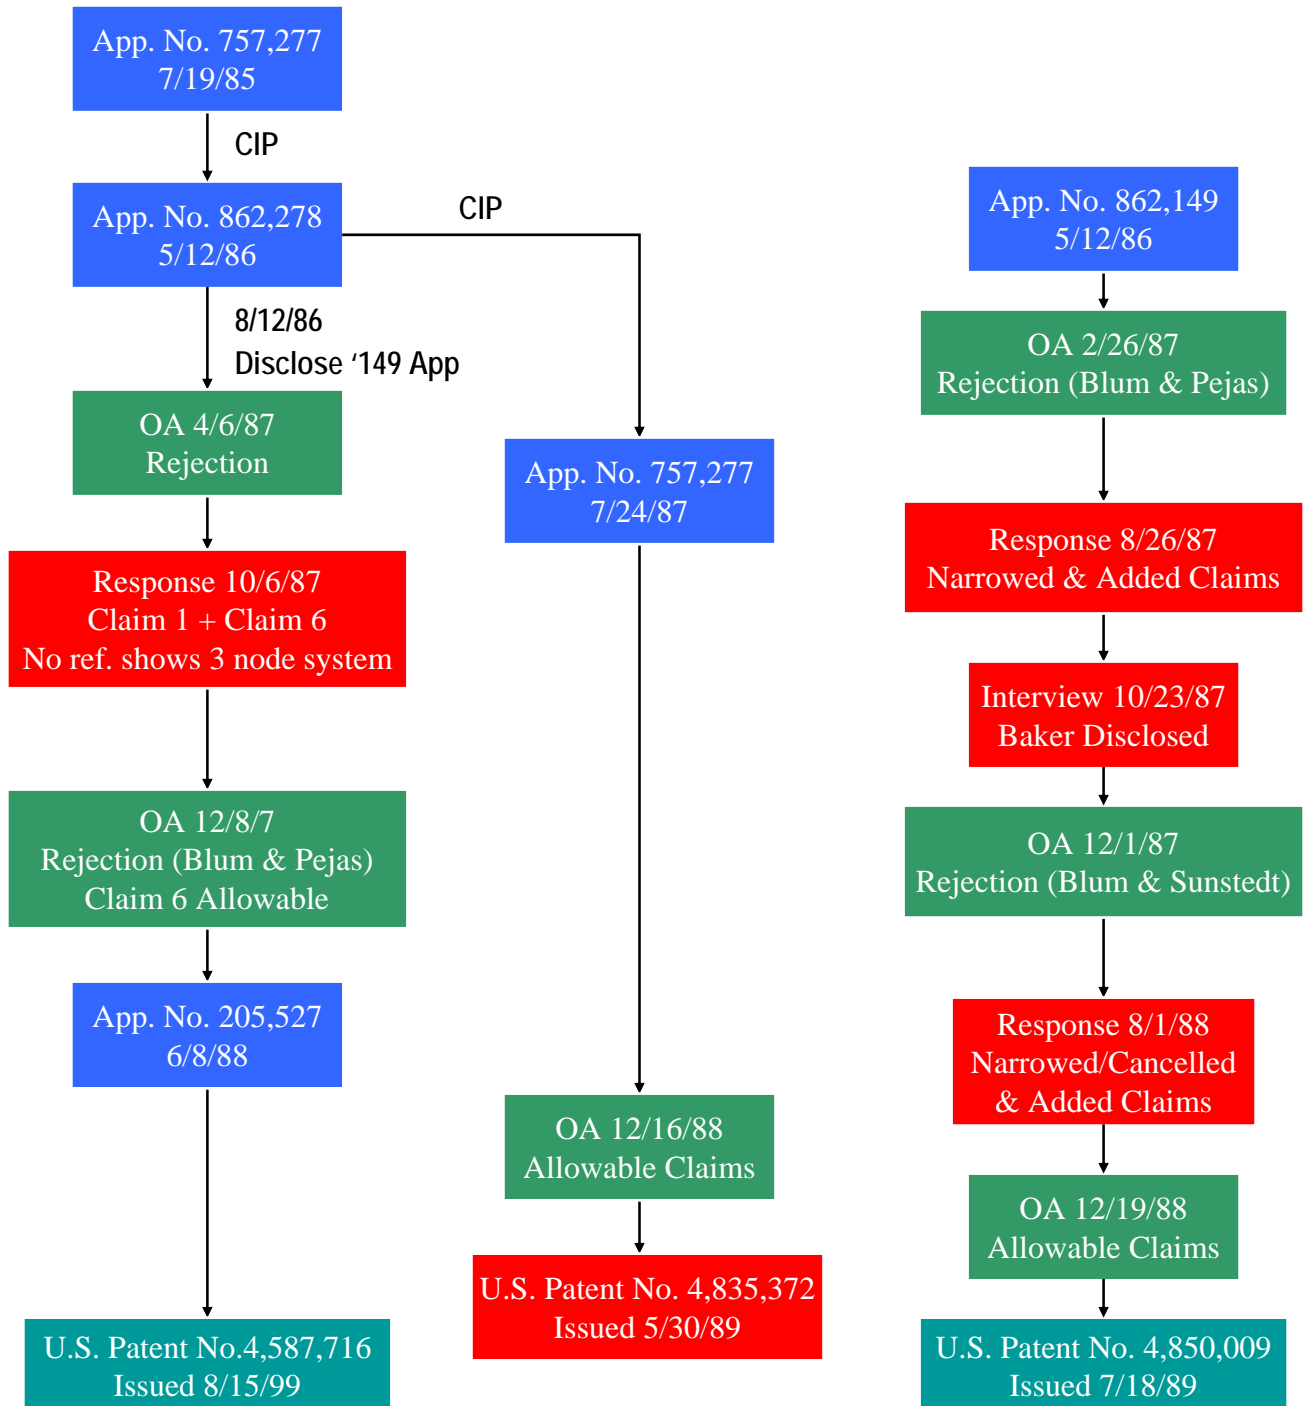 App. No. 757,277
7/19/85
CIP
App. No. 862,278
5/12/86
CIP
8/12/86
Disclose ‘149 App
OA 4/6/87
Rejection
Response 10/6/87
Claim 1 + Claim 6
No ref. shows 3 node system
OA 12/8/7
Rejection (Blum & Pejas)
Claim 6 Allowable
App. No. 205,527
6/8/88
U.S. Patent No.4,587,716
Issued 8/15/99
App. No. 757,277
7/24/87
OA 12/16/88
Allowable Claims
U.S. Patent No. 4,835,372
Issued 5/30/89
App. No. 862,149
5/12/86
OA 2/26/87
Rejection (Blum & Pejas)
Response 8/26/87
Narrowed & Added Claims
Interview 10/23/87
Baker Disclosed
OA 12/1/87
Rejection (Blum & Sunstedt)
Response 8/1/88
Narrowed/Cancelled
& Added Claims
OA 12/19/88
Allowable Claims
U.S. Patent No. 4,850,009
Issued 7/18/89